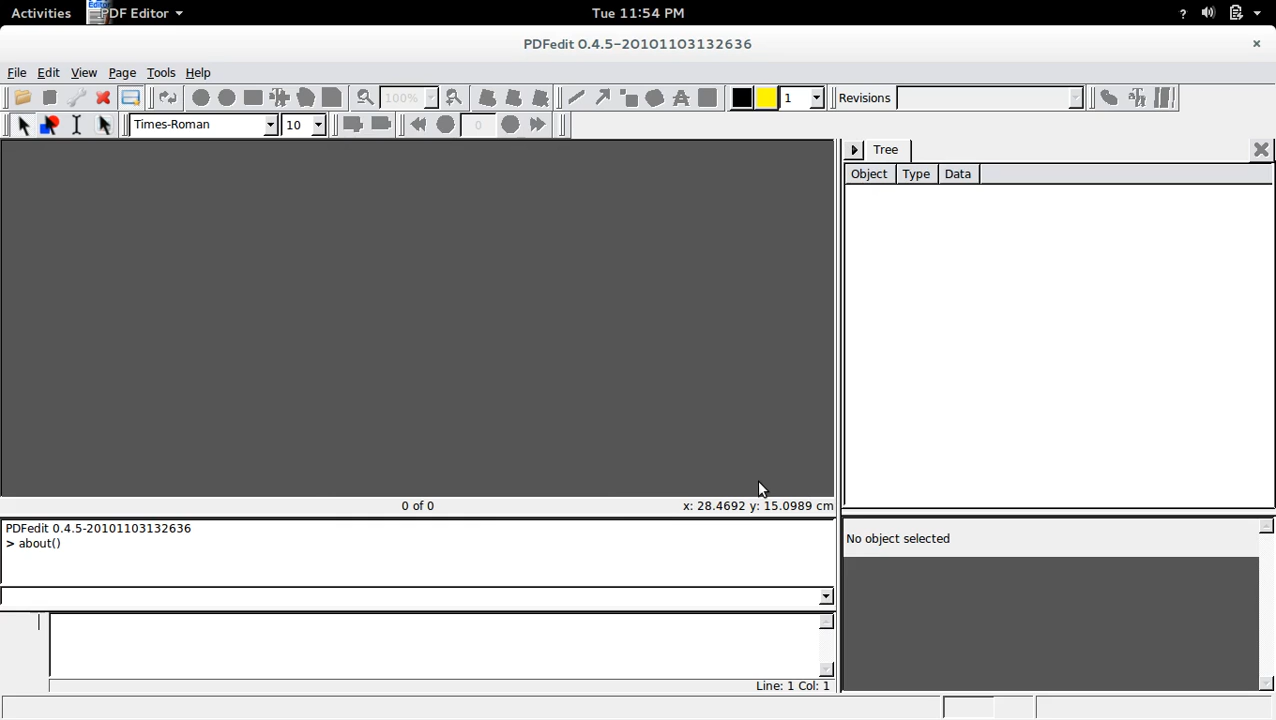 Activities PDF Editor Tue 11:54 PM ?
PDFedit 0.4.5-20101103132636
File Edit View Page Tools Help
100% 1 Revisions
Times-Roman 10 0
Tree
Object Type Data
0 of 0 x: 28.4692 y: 15.0989 cm
PDFedit 0.4.5-20101103132636
> about()
No object selected
Line: 1 Col: 1